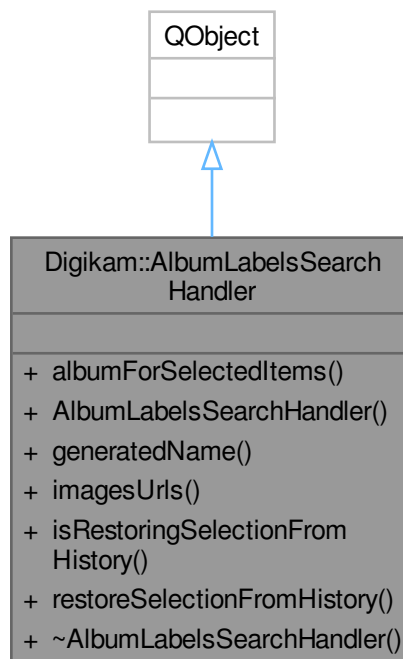 QObject
Digikam::AlbumLabelsSearch
Handler
+ albumForSelectedItems()
+ AlbumLabelsSearchHandler()
+ generatedName()
+ imagesUrls()
+ isRestoringSelectionFrom
History()
+ restoreSelectionFromHistory()
+ ~AlbumLabelsSearchHandler()